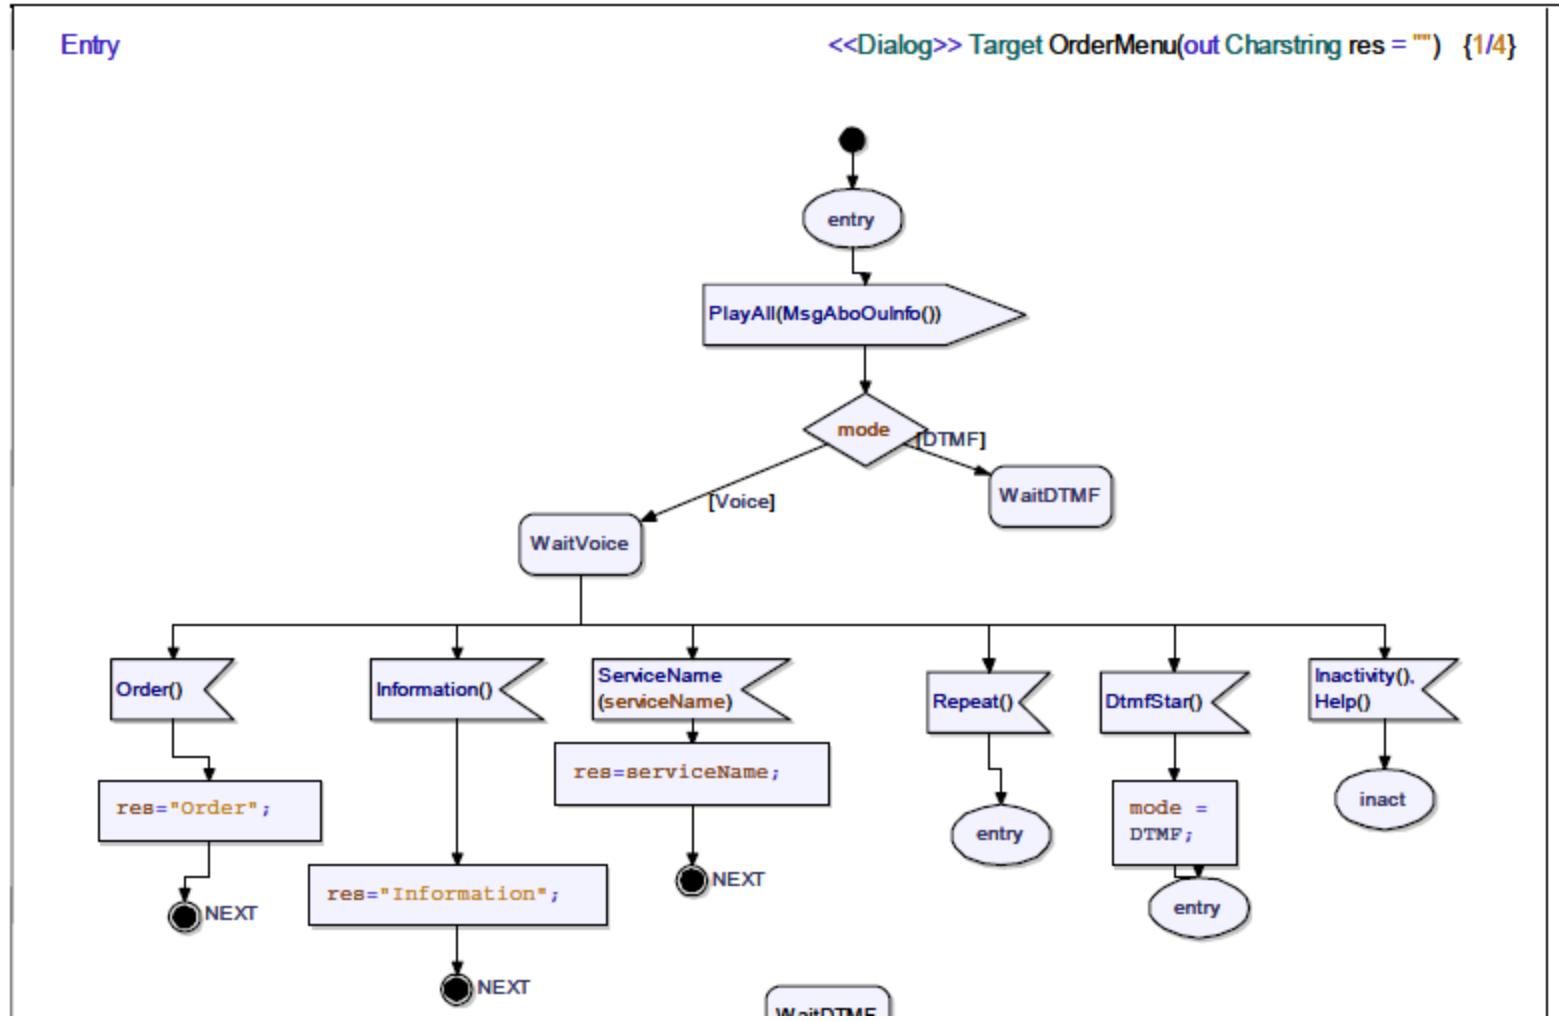 Entry
<<Dialog>> Target OrderMenu(out Charstring res = "") {1/4}
entry
PlayAll(MsgAboOuInfo())
mode
[DTMF]
[Voice]
WaitDTMF
WaitVoice
Order()
Information()
ServiceName
(serviceName)
Repeat()
DtmfStar()
Inactivity(),
Help()
res="Order";
res="Information";
res=serviceName;
entry
mode =
DTMF;
inact
NEXT
NEXT
NEXT
entry
WaitDTMF